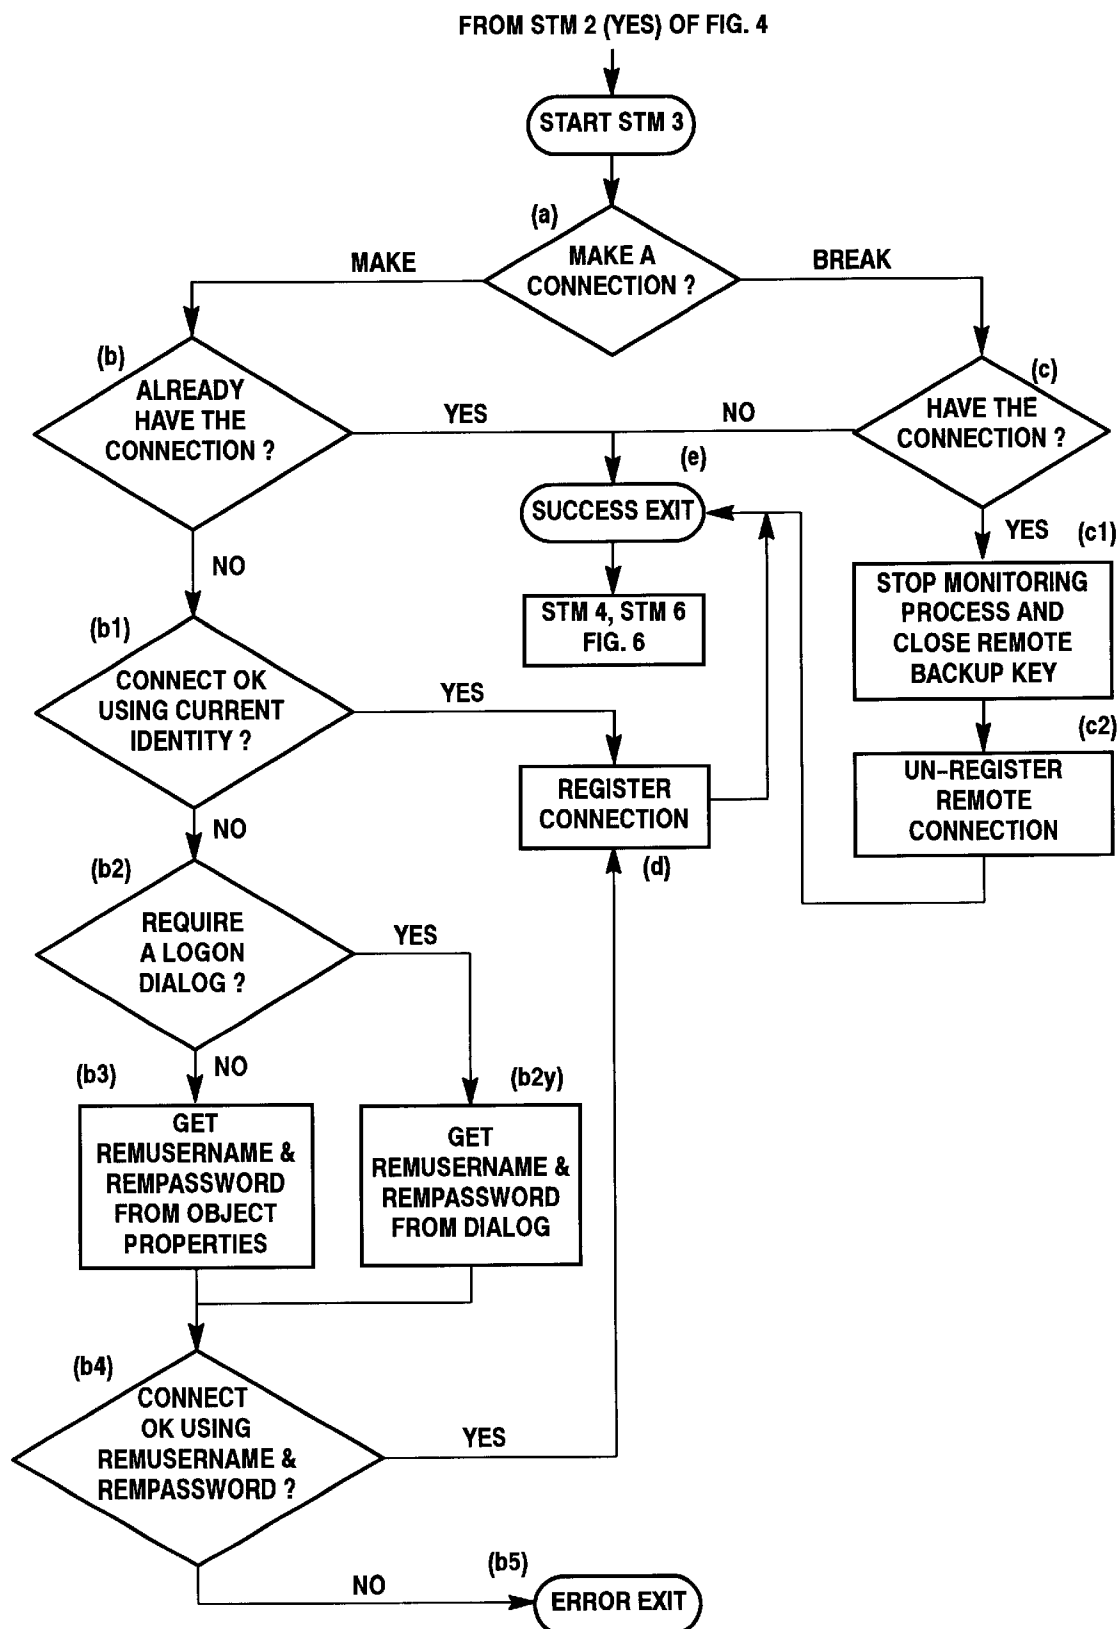 FROM STM 2 (YES) OF FIG. 4
START STM 3
(a)
MAKE A
CONNECTION ?
MAKE
BREAK
(b)
ALREADY
HAVE THE
CONNECTION ?
YES
NO
(c)
HAVE THE
CONNECTION ?
(e)
SUCCESS EXIT
STM 4, STM 6
FIG. 6
YES
(c1)
STOP MONITORING
PROCESS AND
CLOSE REMOTE
BACKUP KEY
(c2)
UN-REGISTER
REMOTE
CONNECTION
NO
(b1)
CONNECT OK
USING CURRENT
IDENTITY ?
YES
REGISTER
CONNECTION
(d)
NO
(b2)
REQUIRE
A LOGON
DIALOG ?
YES
NO
(b3)
GET
REMUSERNAME &
REMPASSWORD
FROM OBJECT
PROPERTIES
(b2y)
GET
REMUSERNAME &
REMPASSWORD
FROM DIALOG
(b4)
CONNECT
OK USING
REMUSERNAME &
REMPASSWORD ?
YES
NO
(b5)
ERROR EXIT